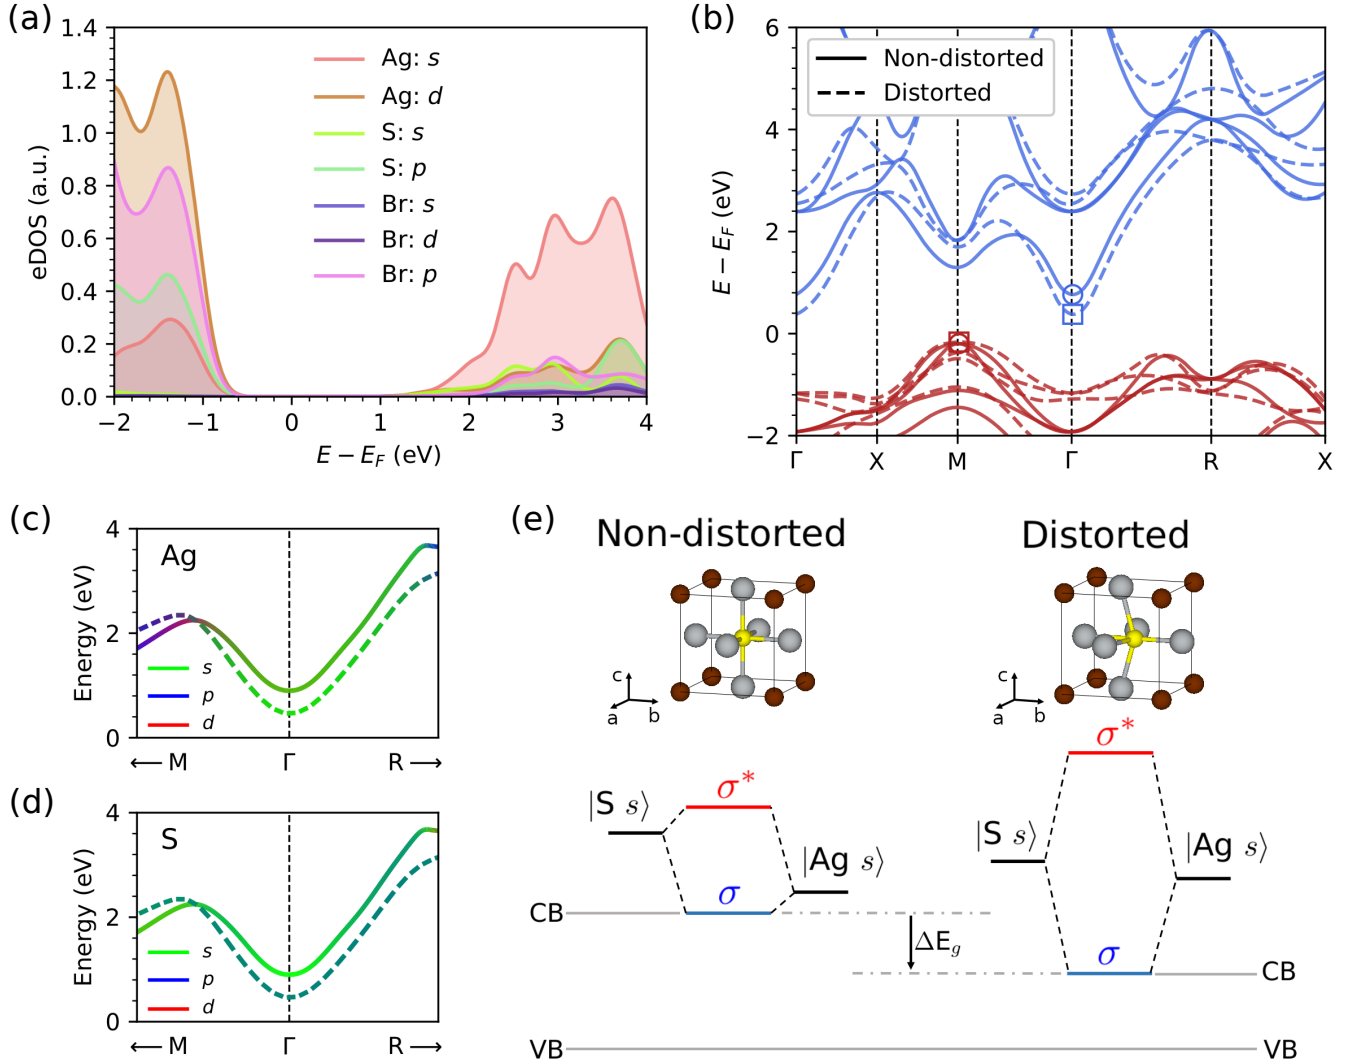 (a)
eDOS (a.u.)
1.4
1.2
1.0
0.8
0.6
0.4
0.2
0.0
Ag: s
Ag: d
S: s
S: p
Br: s
Br: d
Br: p
−2 −1 0 1 2 3 4
E − E_F (eV)
(b)
E − E_F (eV)
6
4
2
0
−2
Non-distorted
Distorted
Γ X M Γ R X
(c)
Energy (eV)
4
2
0
Ag
s
p
d
⟵ M Γ R ⟶
(d)
Energy (eV)
4
2
0
S
s
p
d
⟵ M Γ R ⟶
(e)
Non-distorted Distorted
c
a b
c
a b
σ*
|S s⟩
|Ag s⟩
σ
CB
ΔE_g
VB
σ*
|S s⟩
|Ag s⟩
σ
CB
VB